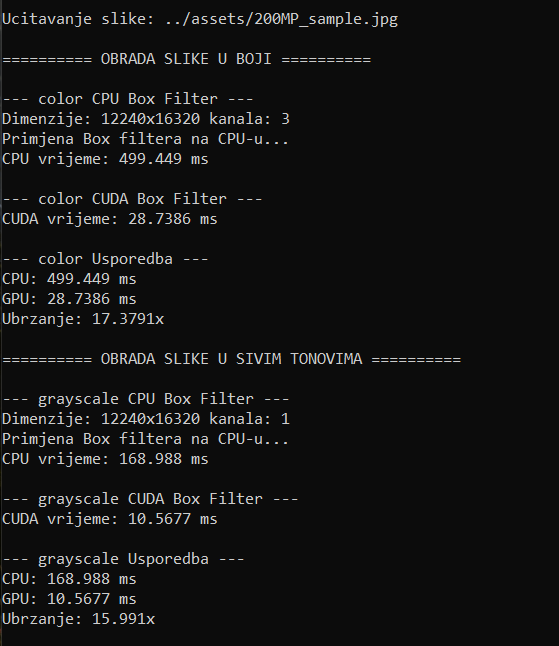 Ucitavanje slike: ../assets/200MP_sample.jpg
========== OBRADA SLIKE U BOJI ==========
--- color CPU Box Filter ---
Dimenzije: 12240x16320 kanala: 3
Primjena Box filtera na CPU-u...
CPU vrijeme: 499.449 ms
--- color CUDA Box Filter ---
CUDA vrijeme: 28.7386 ms
--- color Usporedba ---
CPU: 499.449 ms
GPU: 28.7386 ms
Ubrzanje: 17.3791x
========== OBRADA SLIKE U SIVIM TONOVIMA ==========
--- grayscale CPU Box Filter ---
Dimenzije: 12240x16320 kanala: 1
Primjena Box filtera na CPU-u...
CPU vrijeme: 168.988 ms
--- grayscale CUDA Box Filter ---
CUDA vrijeme: 10.5677 ms
--- grayscale Usporedba ---
CPU: 168.988 ms
GPU: 10.5677 ms
Ubrzanje: 15.991x